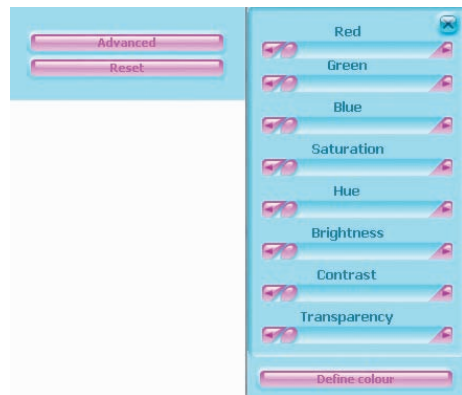 Advanced
Reset
Red
Green
Blue
Saturation
Hue
Brightness
Contrast
Transparency
Define colour